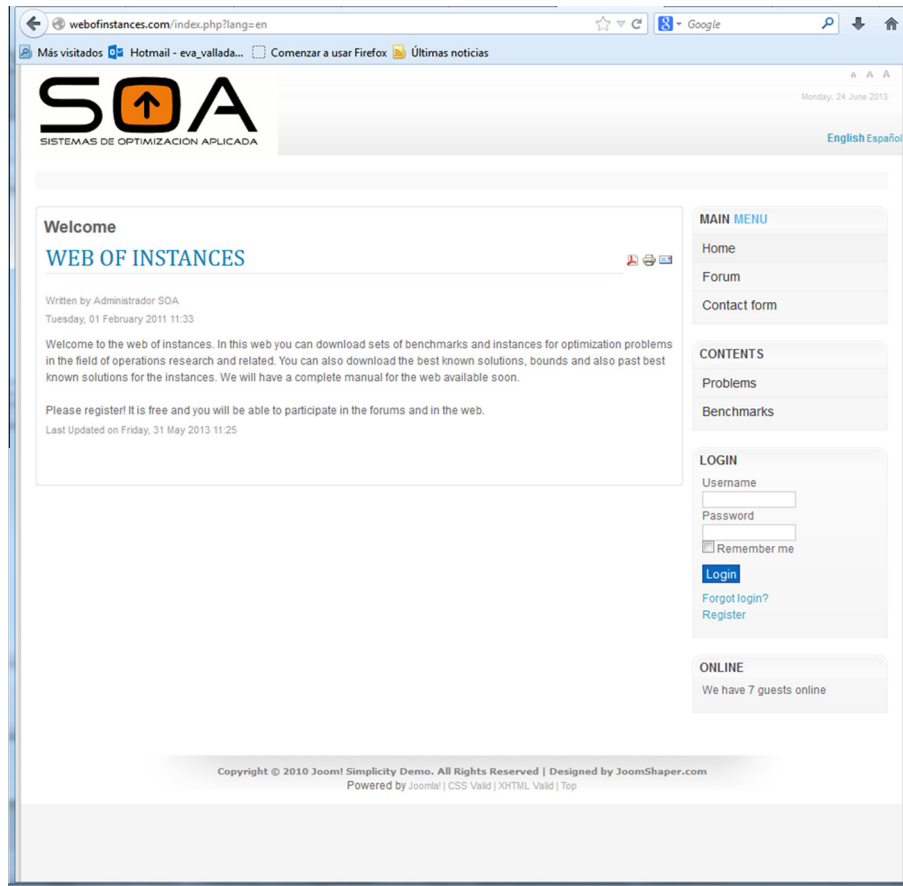 webofinstances.com/index.php?lang=en
Google
Más visitados Hotmail - eva_vallada... Comenzar a usar Firefox Últimas noticias
A A A
Monday, 24 June 2013
SOA
SISTEMAS DE OPTIMIZACION APLICADA
English Español
Welcome
WEB OF INSTANCES
Written by Administrador SOA
Tuesday, 01 February 2011 11:33
Welcome to the web of instances. In this web you can download sets of benchmarks and instances for optimization problems
in the field of operations research and related. You can also download the best known solutions, bounds and also past best
known solutions for the instances. We will have a complete manual for the web available soon.
Please register! It is free and you will be able to participate in the forums and in the web.
Last Updated on Friday, 31 May 2013 11:25
MAIN MENU
Home
Forum
Contact form
CONTENTS
Problems
Benchmarks
LOGIN
Username
Password
Remember me
Login
Forgot login?
Register
ONLINE
We have 7 guests online
Copyright © 2010 Joom! Simplicity Demo. All Rights Reserved | Designed by JoomShaper.com
Powered by Joomla! | CSS Valid | XHTML Valid | Top